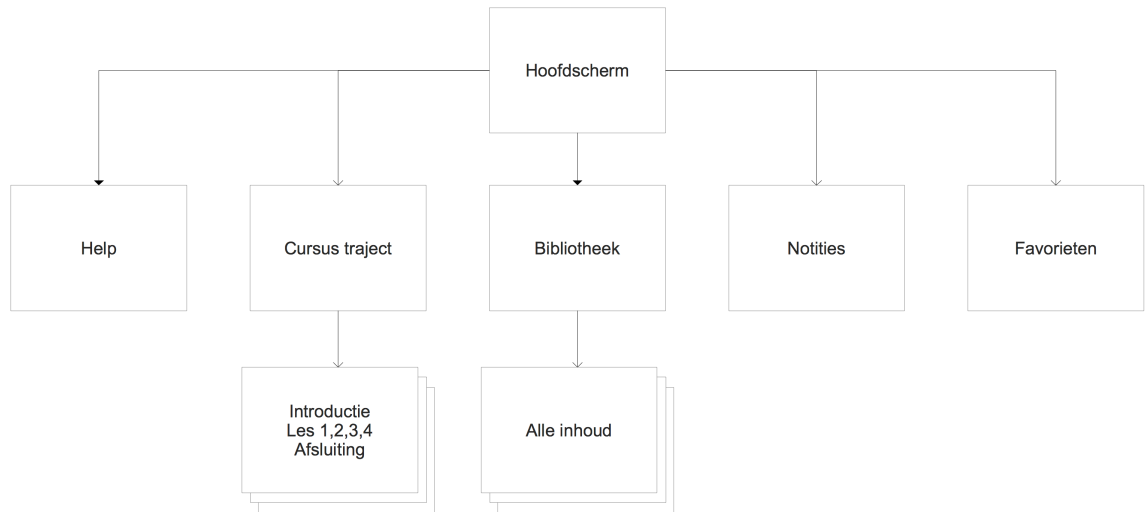 Hoofdscherm
Help
Cursus traject
Bibliotheek
Notities
Favorieten
Introductie
Les 1,2,3,4
Afsluiting
Alle inhoud